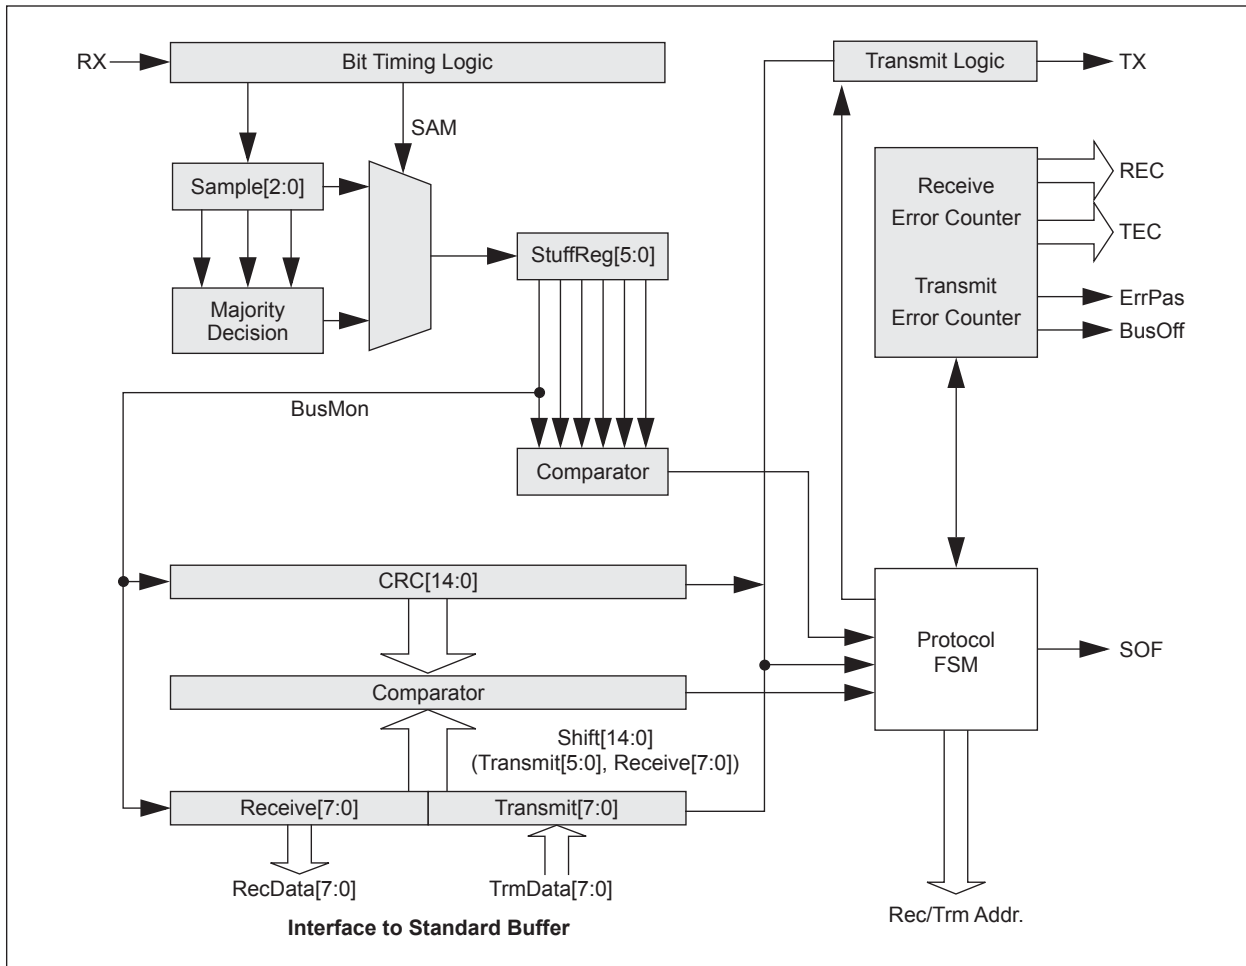 RX
Bit Timing Logic
Transmit Logic
TX
SAM
Sample[2:0]
Receive
Error Counter
REC
TEC
StuffReg[5:0]
Majority
Decision
Transmit
Error Counter
ErrPas
BusOff
BusMon
Comparator
CRC[14:0]
Protocol
FSM
SOF
Comparator
Shift[14:0]
(Transmit[5:0], Receive[7:0])
Receive[7:0]
Transmit[7:0]
RecData[7:0]
TrmData[7:0]
Rec/Trm Addr.
Interface to Standard Buffer